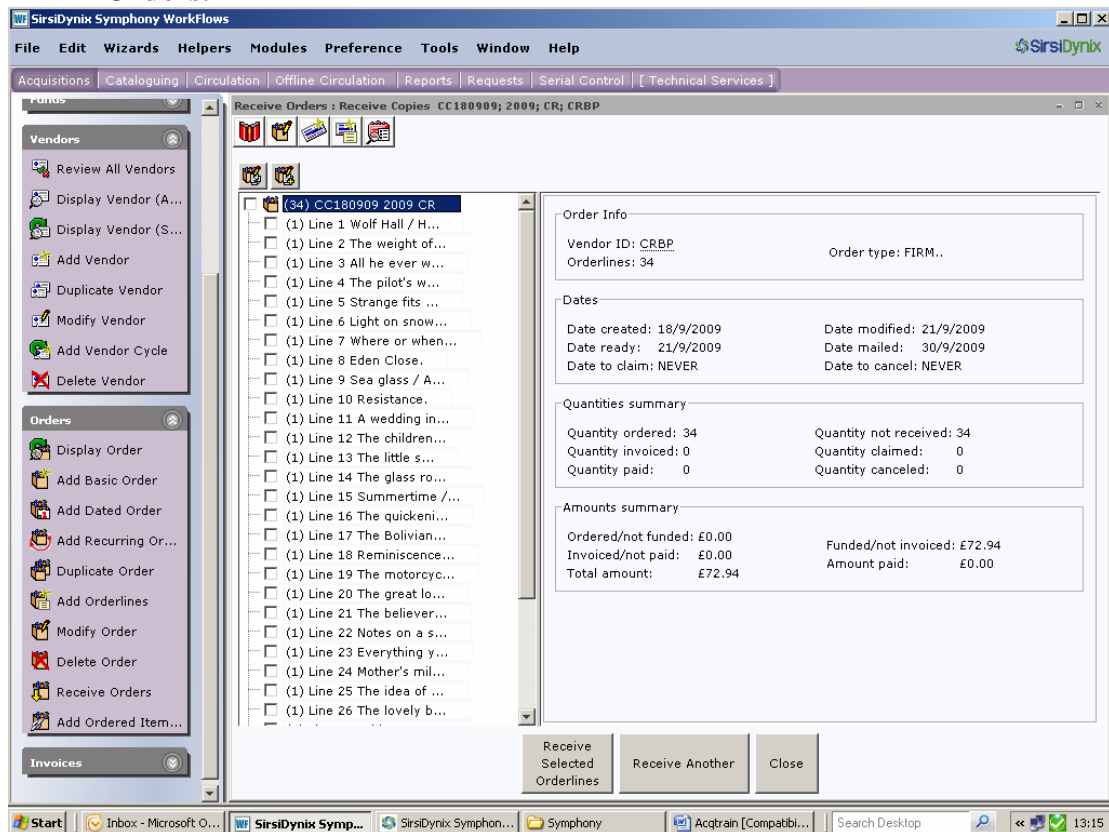 WF SirsiDynix Symphony WorkFlows
File Edit Wizards Helpers Modules Preference Tools Window Help
SirsiDynix
Acquisitions | Cataloguing | Circulation | Offline Circulation | Reports | Requests | Serial Control | [ Technical Services ]
Funds
Vendors
Review All Vendors
Display Vendor (A...
Display Vendor (S...
Add Vendor
Duplicate Vendor
Modify Vendor
Add Vendor Cycle
Delete Vendor
Orders
Display Order
Add Basic Order
Add Dated Order
Add Recurring Or...
Duplicate Order
Add Orderlines
Modify Order
Delete Order
Receive Orders
Add Ordered Item...
Invoices
Receive Orders : Receive Copies CC180909; 2009; CR; CRBP
(34) CC180909 2009 CR
(1) Line 1 Wolf Hall / H...
(1) Line 2 The weight of...
(1) Line 3 All he ever w...
(1) Line 4 The pilot's w...
(1) Line 5 Strange fits ...
(1) Line 6 Light on snow...
(1) Line 7 Where or when...
(1) Line 8 Eden Close.
(1) Line 9 Sea glass / A...
(1) Line 10 Resistance.
(1) Line 11 A wedding in...
(1) Line 12 The children...
(1) Line 13 The little s...
(1) Line 14 The glass ro...
(1) Line 15 Summertime /...
(1) Line 16 The quickeni...
(1) Line 17 The Bolivian...
(1) Line 18 Reminiscence...
(1) Line 19 The motorcyc...
(1) Line 20 The great lo...
(1) Line 21 The believer...
(1) Line 22 Notes on a s...
(1) Line 23 Everything y...
(1) Line 24 Mother's mil...
(1) Line 25 The idea of ...
(1) Line 26 The lovely b...
Order Info
Vendor ID: CRBP
Order type: FIRM..
Orderlines: 34
Dates
Date created: 18/9/2009 Date modified: 21/9/2009
Date ready: 21/9/2009 Date mailed: 30/9/2009
Date to claim: NEVER Date to cancel: NEVER
Quantities summary
Quantity ordered: 34 Quantity not received: 34
Quantity invoiced: 0 Quantity claimed: 0
Quantity paid: 0 Quantity canceled: 0
Amounts summary
Ordered/not funded: £0.00
Funded/not invoiced: £72.94
Invoiced/not paid: £0.00
Amount paid: £0.00
Total amount: £72.94
Receive Selected Orderlines
Receive Another
Close
Start Inbox - Microsoft O... WF SirsiDynix Symp... SirsiDynix Symphon... Symphony Acqtrain [Compatibi... Search Desktop « 13:15